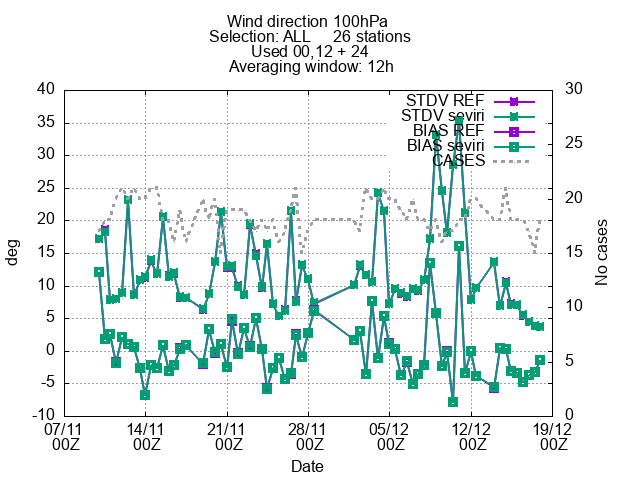 Wind direction 100hPa
Selection: ALL 26 stations
Used 00,12 + 24
Averaging window: 12h
40 30
STDV REF
35 STDV seviri
BIAS REF 25
30 BIAS seviri
CASES
25
20 20
15 15
10
5 10
0
5
-5
-10 0
deg
No cases
07/11 14/11 21/11 28/11 05/12 12/12 19/12
00Z 00Z 00Z 00Z 00Z 00Z 00Z
Date